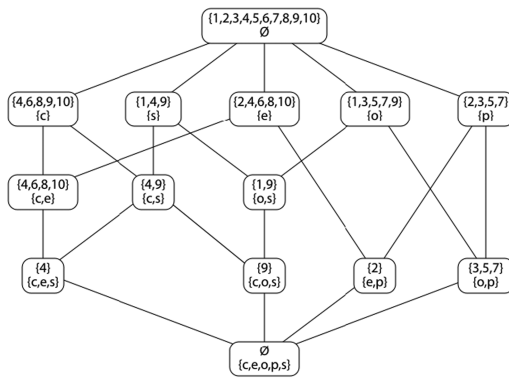 {1,2,3,4,5,6,7,8,9,10}
Ø
{4,6,8,9,10}
{c}
{1,4,9}
{s}
{2,4,6,8,10}
{e}
{1,3,5,7,9}
{o}
{2,3,5,7}
{p}
{4,6,8,10}
{c,e}
{4,9}
{c,s}
{1,9}
{o,s}
{4}
{c,e,s}
{9}
{c,o,s}
{2}
{e,p}
{3,5,7}
{o,p}
Ø
{c,e,o,p,s}